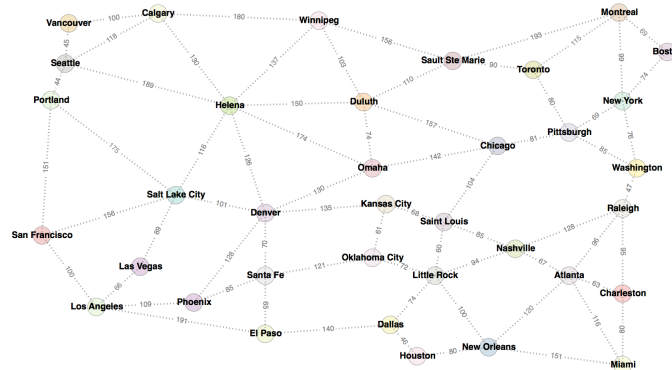 Calgary
Winnipeg
Montreal
Vancouver
100
180
118
45
156
193
69
Bost
Seattle
130
137
103
Sault Ste Marie
90
Toronto
115
99
74
44
189
110
Portland
Helena
150
Duluth
New York
80
69
175
174
157
Chicago
81
Pittsburgh
76
116
126
74
142
85
151
Omaha
104
Washington
130
47
Salt Lake City
101
Denver
135
Kansas City
68
Saint Louis
Raleigh
156
128
San Francisco
89
70
61
60
85
Nashville
96
95
128
Las Vegas
Santa Fe
121
Oklahoma City
72
Little Rock
94
67
Atlanta
63
100
66
85
Charleston
Los Angeles
109
Phoenix
65
74
100
120
116
80
191
El Paso
140
Dallas
46
Houston
80
New Orleans
151
Miami